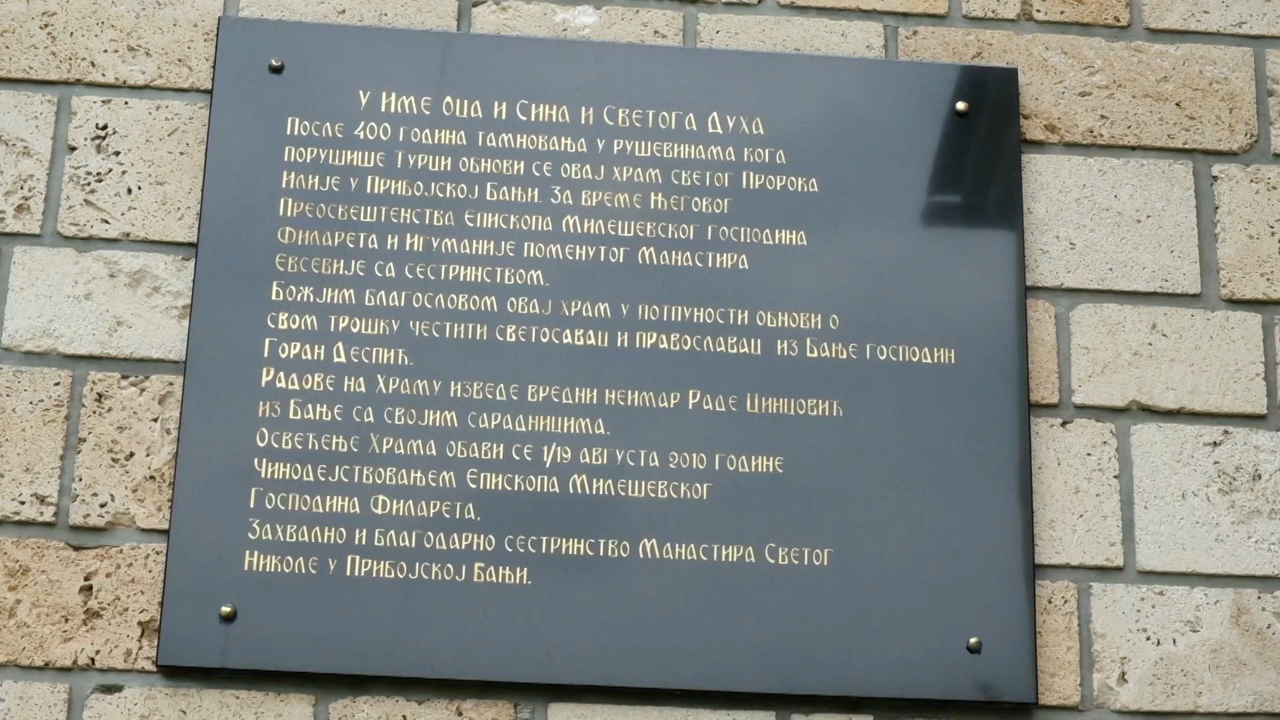 У Име Оца и Сина и Светога Духа
После 400 година тамновања у рушевинама кога
порушише Турци обнови се овај храм светог Пророка
Илије у Прибојској Бањи. За време Његовог
Преосвештенства Епископа Милешевског господина
Филарета и Игуманије поменутог Манастира
Евсевије са сестринством.
Божјим благословом овај храм у потпуности обнови о
свом трошку честити светосавац и православац из Бање господин
Горан Деспић.
Радове на Храму изведе вредни неимар Раде Цинцовић
из Бање са својим сарадницима.
Освећење Храма обави се 1/19 августа 2010 године
Чинодејствовањем Епископа Милешевског
Господина Филарета.
Захвално и благодарно сестринство Манастира Светог
Николе у Прибојској Бањи.